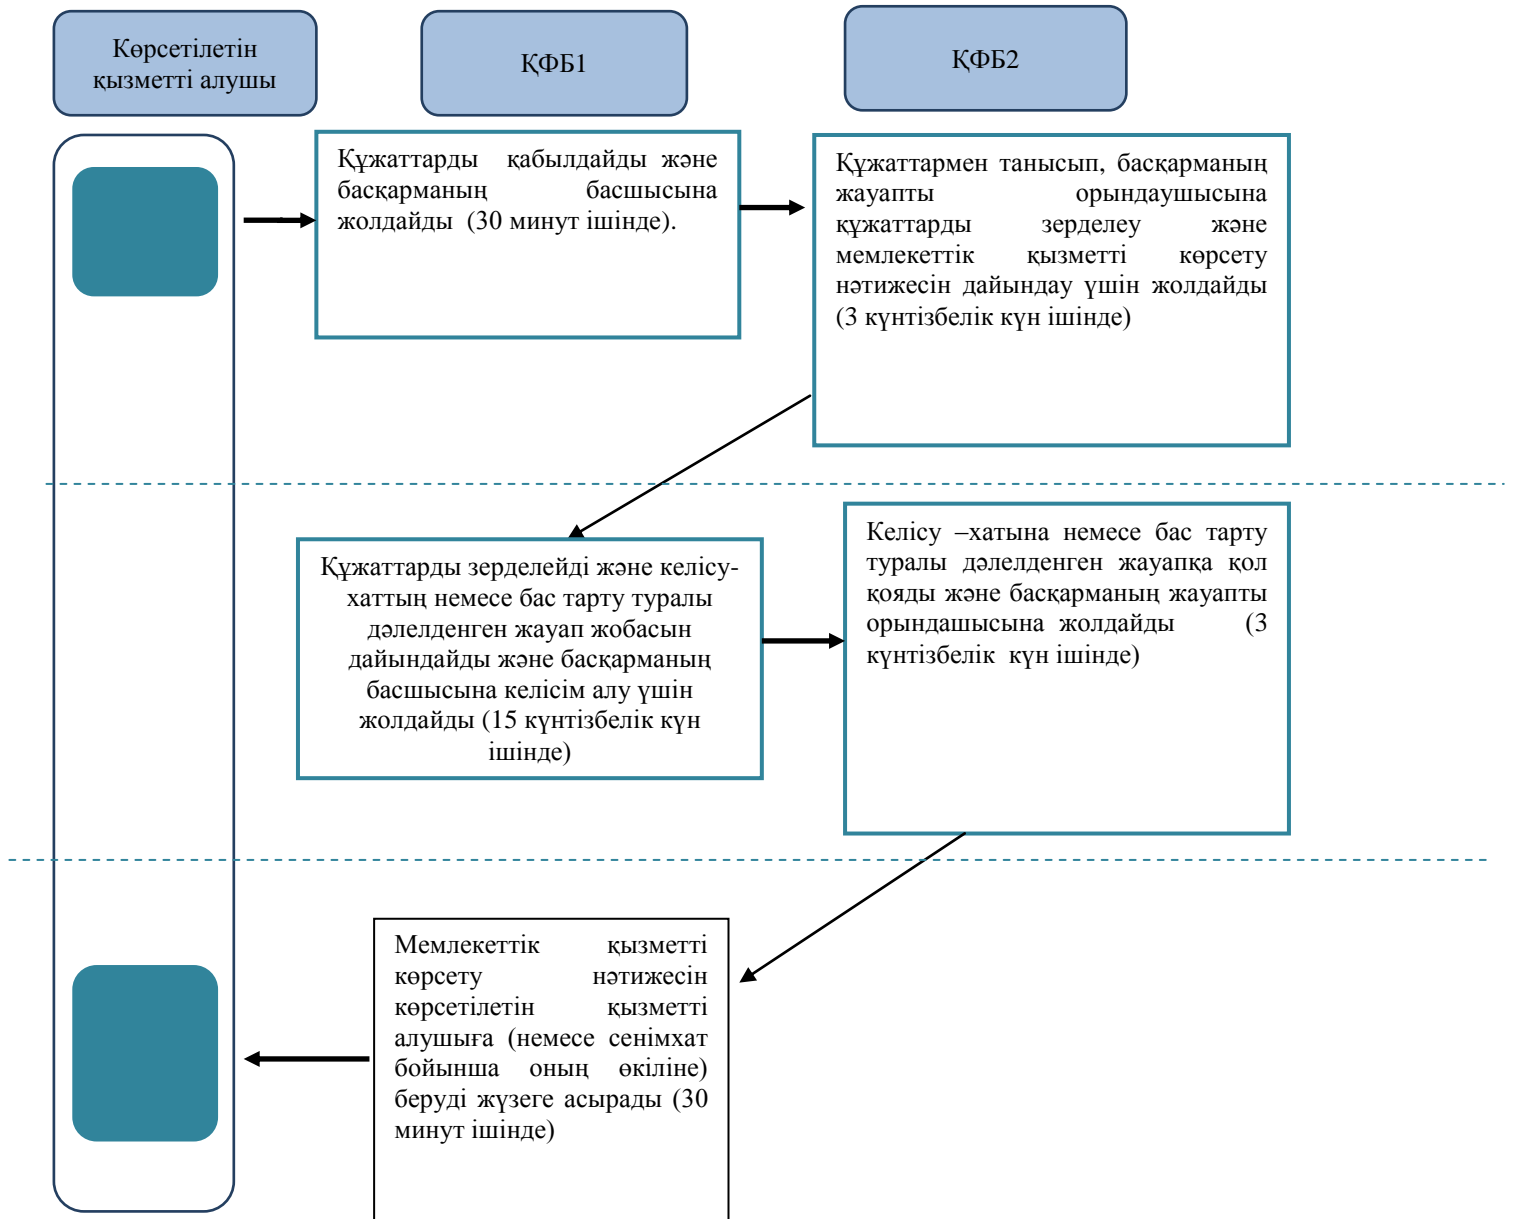 Көрсетілетін
қызметті алушы
ҚФБ1
ҚФБ2
Құжаттарды қабылдайды және
басқарманың басшысына
жолдайды (30 минут ішінде).
Құжаттармен танысып, басқарманың
жауапты орындаушысына
құжаттарды зерделеу және
мемлекеттік қызметті көрсету
нәтижесін дайындау үшін жолдайды
(3 күнтізбелік күн ішінде)
Құжаттарды зерделейді және келісу-
хаттың немесе бас тарту туралы
дәлелденген жауап жобасын
дайындайды және басқарманың
басшысына келісім алу үшін
жолдайды (15 күнтізбелік күн
ішінде)
Келісу –хатына немесе бас тарту
туралы дәлелденген жауапқа қол
қояды және басқарманың жауапты
орындашысына жолдайды (3
күнтізбелік күн ішінде)
Мемлекеттік қызметті
көрсету нәтижесін
көрсетілетін қызметті
алушыға (немесе сенімхат
бойынша оның өкіліне)
беруді жүзеге асырады (30
минут ішінде)